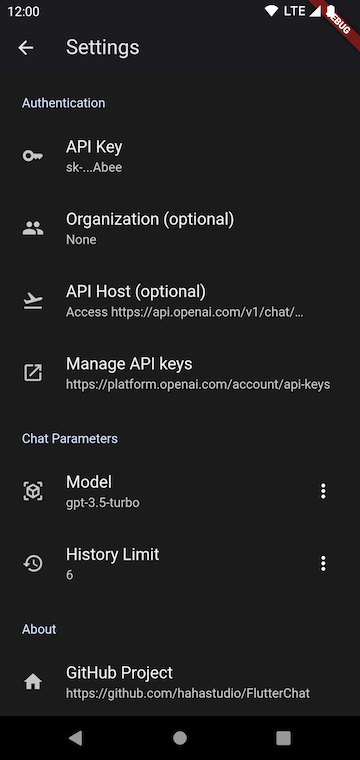 12:00
LTE
DEBUG
Settings
Authentication
API Key
sk-...Abee
Organization (optional)
None
API Host (optional)
Access https://api.openai.com/v1/chat/…
Manage API keys
https://platform.openai.com/account/api-keys
Chat Parameters
Model
gpt-3.5-turbo
History Limit
6
About
GitHub Project
https://github.com/hahastudio/FlutterChat